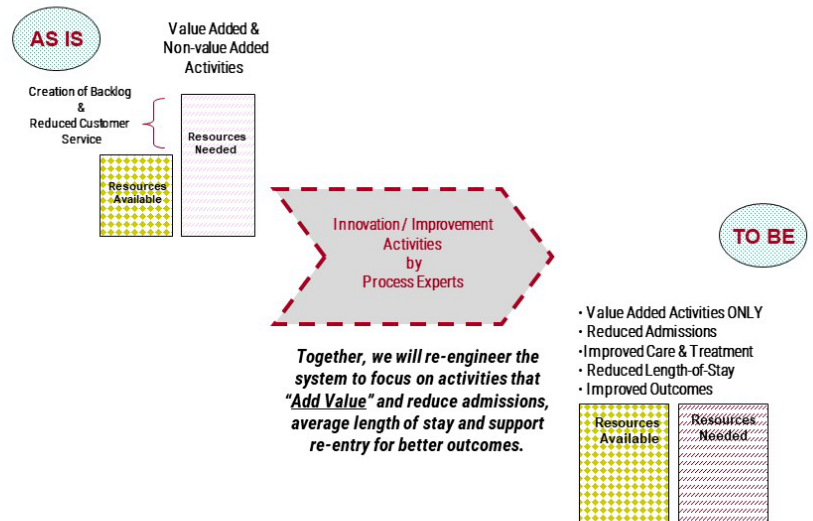 AS IS
Value Added &
Non-value Added
Activities
Creation of Backlog
&
Reduced Customer
Service
Resources
Needed
Resources
Available
Innovation / Improvement
Activities
by
Process Experts
TO BE
Together, we will re-engineer the
system to focus on activities that
“Add Value” and reduce admissions,
average length of stay and support
re-entry for better outcomes.
• Value Added Activities ONLY
• Reduced Admissions
•Improved Care & Treatment
• Reduced Length-of-Stay
• Improved Outcomes
Resources
Available
Resources
Needed